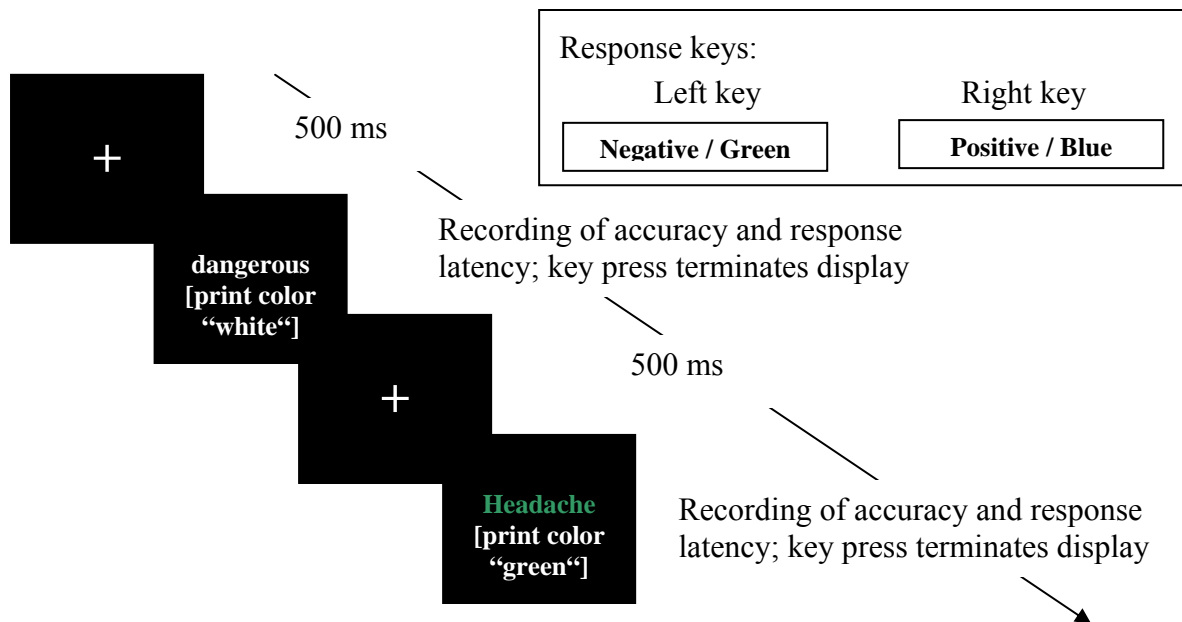 Response keys:
Left key
Right key
Negative / Green
Positive / Blue
+
500 ms
dangerous
[print color
“white“]
Recording of accuracy and response
latency; key press terminates display
+
500 ms
Headache
[print color
“green“]
Recording of accuracy and response
latency; key press terminates display